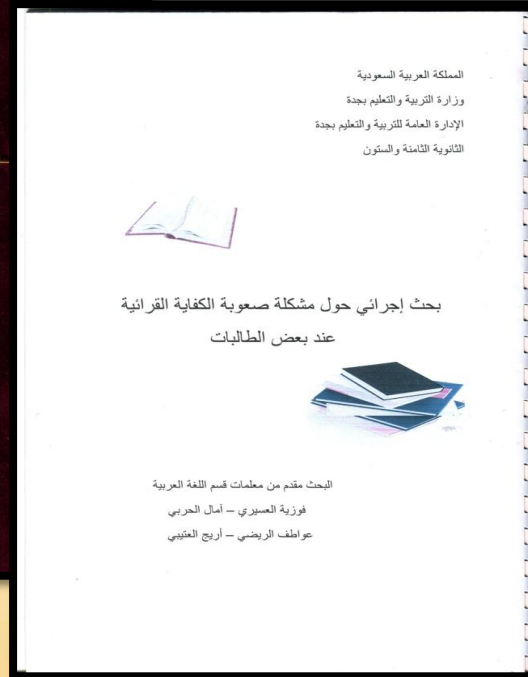 المملكة العربية السعودية
وزارة التربية والتعليم بجدة
الإدارة العامة للتربية والتعليم بجدة
الثانوية الثامنة والستون
بحث إجرائي حول مشكلة صعوبة الكفاية القرائية
عند بعض الطالبات
البحث مقدم من معلمات قسم اللغة العربية
فوزية العسيري – آمال الحربي
عواطف الريضي – أريج العتيبي